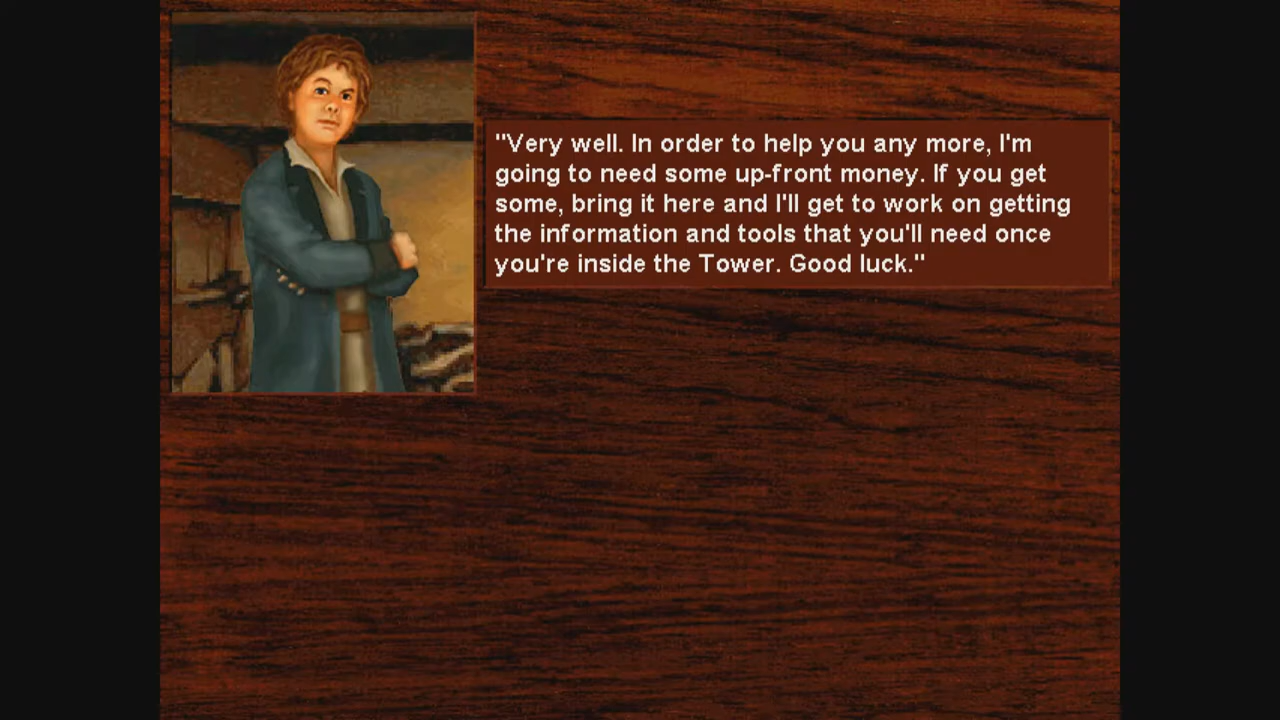 "Very well. In order to help you any more, I'm
going to need some up-front money. If you get
some, bring it here and I'll get to work on getting
the information and tools that you'll need once
you're inside the Tower. Good luck."